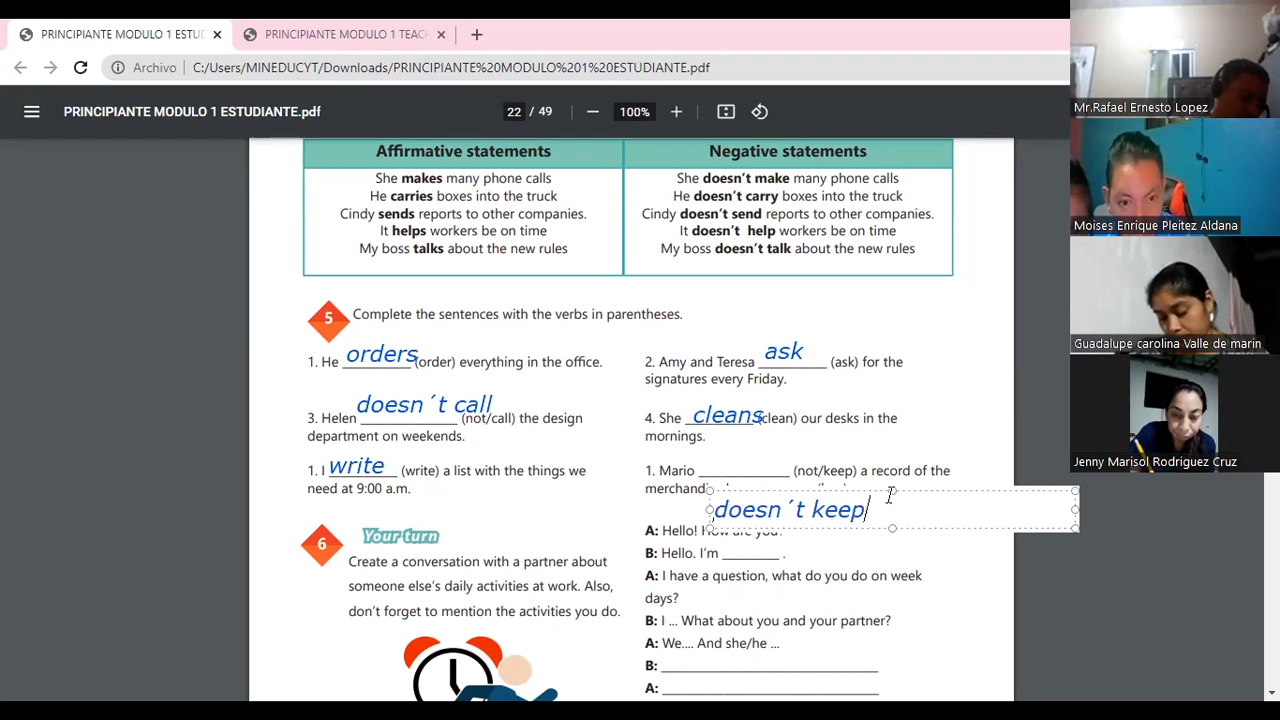 PRINCIPIANTE MODULO 1 ESTUD
PRINCIPIANTE MODULO 1 TEAC
Archivo
C:/Users/MINEDUCYT/Downloads/PRINCIPIANTE%20MODULO%201%20ESTUDIANTE.pdf
PRINCIPIANTE MODULO 1 ESTUDIANTE.pdf
22 / 49
100%
Affirmative statements
She makes many phone calls
He carries boxes into the truck
Cindy sends reports to other companies.
It helps workers be on time
My boss talks about the new rules
Negative statements
She doesn´t make many phone calls
He doesn´t carry boxes into the truck
Cindy doesn´t send reports to other companies.
It doesn´t help workers be on time
My boss doesn´t talk about the new rules
5 Complete the sentences with the verbs in parentheses.
1. He orders (order) everything in the office.
2. Amy and Teresa ask (ask) for the
signatures every Friday.
3. Helen doesn´t call (not/call) the design
department on weekends.
4. She cleans (clean) our desks in the
mornings.
1. I write (write) a list with the things we
need at 9:00 a.m.
1. Mario ____________ (not/keep) a record of the
doesn´t keep
6 Your turn
Create a conversation with a partner about
someone else's daily activities at work. Also,
don't forget to mention the activities you do.
A: Hello! How are you?
B: Hello. I'm ________ .
A: I have a question, what do you do on week
days?
B: I ... What about you and your partner?
A: We.... And she/he ...
B: ______________________________
A: ______________________________
Mr.Rafael Ernesto Lopez
Moises Enrique Pleitez Aldana
Guadalupe carolina Valle de marin
Jenny Marisol Rodriguez Cruz